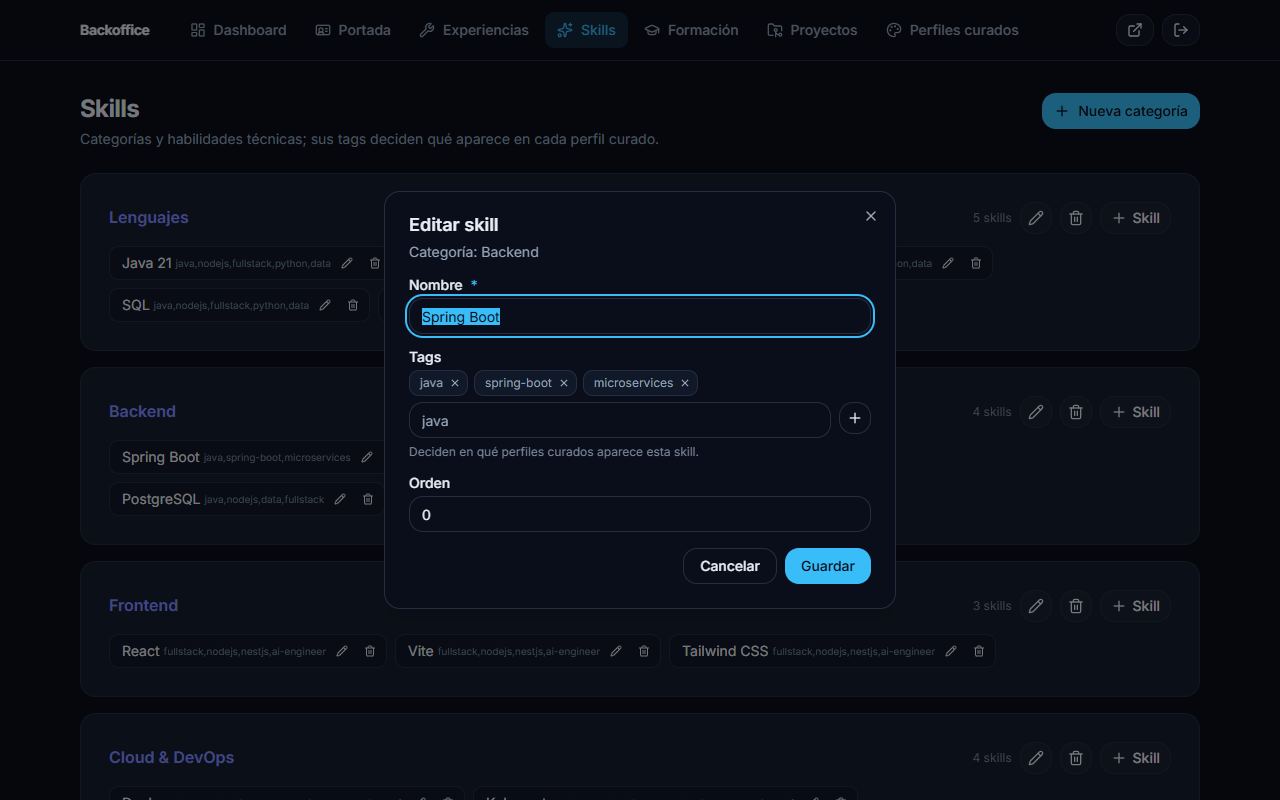 Backoffice Dashboard Portada Experiencias Skills Formación Proyectos Perfiles curados
Skills
Nueva categoría
Categorías y habilidades técnicas; sus tags deciden qué aparece en cada perfil curado.
Lenguajes
5 skills
Skill
Java 21 java,nodejs,fullstack,python,data
on,data
SQL java,nodejs,fullstack,python,data
Backend
4 skills
Skill
Spring Boot java,spring-boot,microservices
PostgreSQL java,nodejs,data,fullstack
Editar skill
Categoría: Backend
Nombre *
Spring Boot
Tags
java spring-boot microservices
java
Deciden en qué perfiles curados aparece esta skill.
Orden
0
Cancelar Guardar
Frontend
3 skills
Skill
React fullstack,nodejs,nestjs,ai-engineer Vite fullstack,nodejs,nestjs,ai-engineer Tailwind CSS fullstack,nodejs,nestjs,ai-engineer
Cloud & DevOps
4 skills
Skill